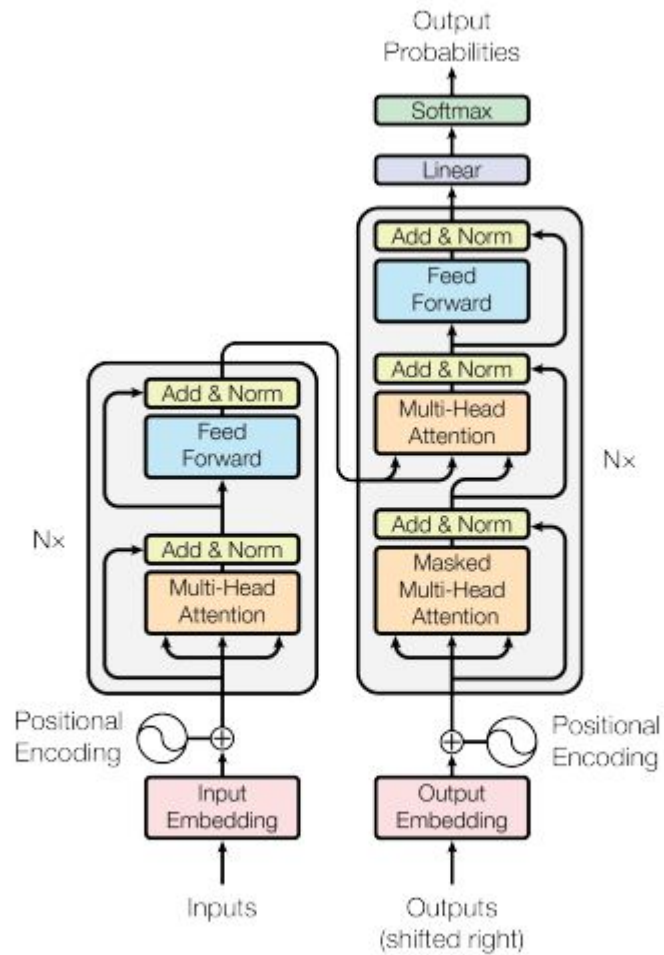 Output
Probabilities
Softmax
Linear
Add & Norm
Feed
Forward
Add & Norm
Multi-Head
Attention
Add & Norm
Masked
Multi-Head
Attention
Nx
Add & Norm
Feed
Forward
Add & Norm
Multi-Head
Attention
Nx
Positional
Encoding
Positional
Encoding
Input
Embedding
Output
Embedding
Inputs
Outputs
(shifted right)